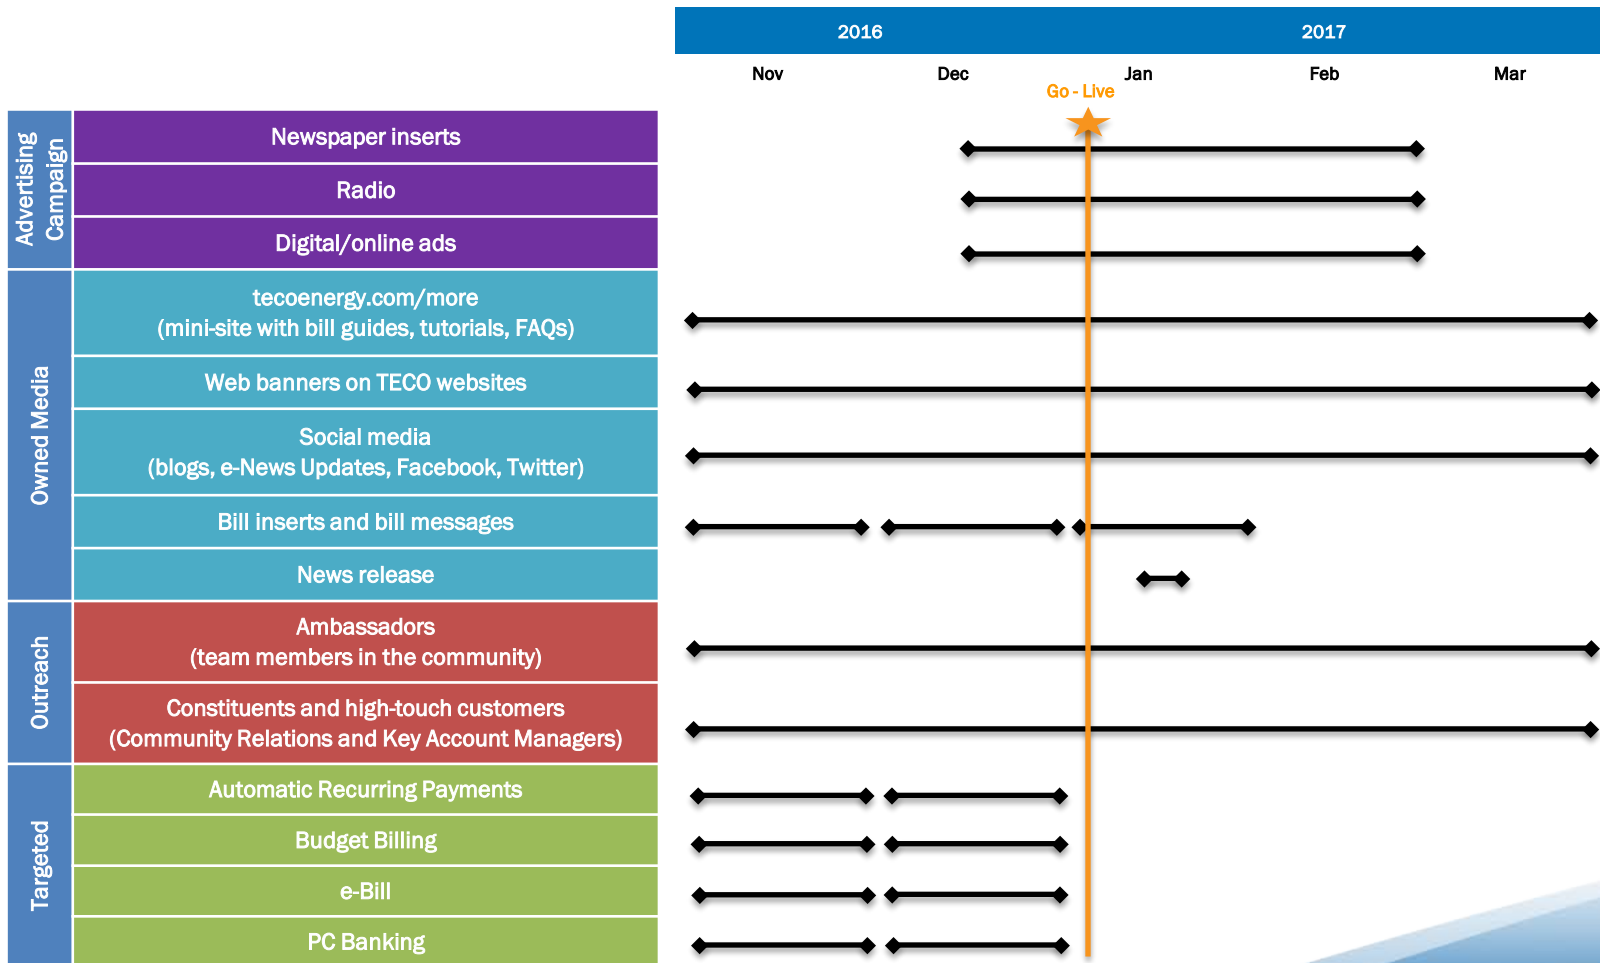 2016
2017
Nov
Dec
Jan
Feb
Mar
Go - Live
Advertising
Campaign
Newspaper inserts
Radio
Digital/online ads
Owned Media
tecoenergy.com/more
(mini-site with bill guides, tutorials, FAQs)
Web banners on TECO websites
Social media
(blogs, e-News Updates, Facebook, Twitter)
Bill inserts and bill messages
News release
Outreach
Ambassadors
(team members in the community)
Constituents and high-touch customers
(Community Relations and Key Account Managers)
Targeted
Automatic Recurring Payments
Budget Billing
e-Bill
PC Banking